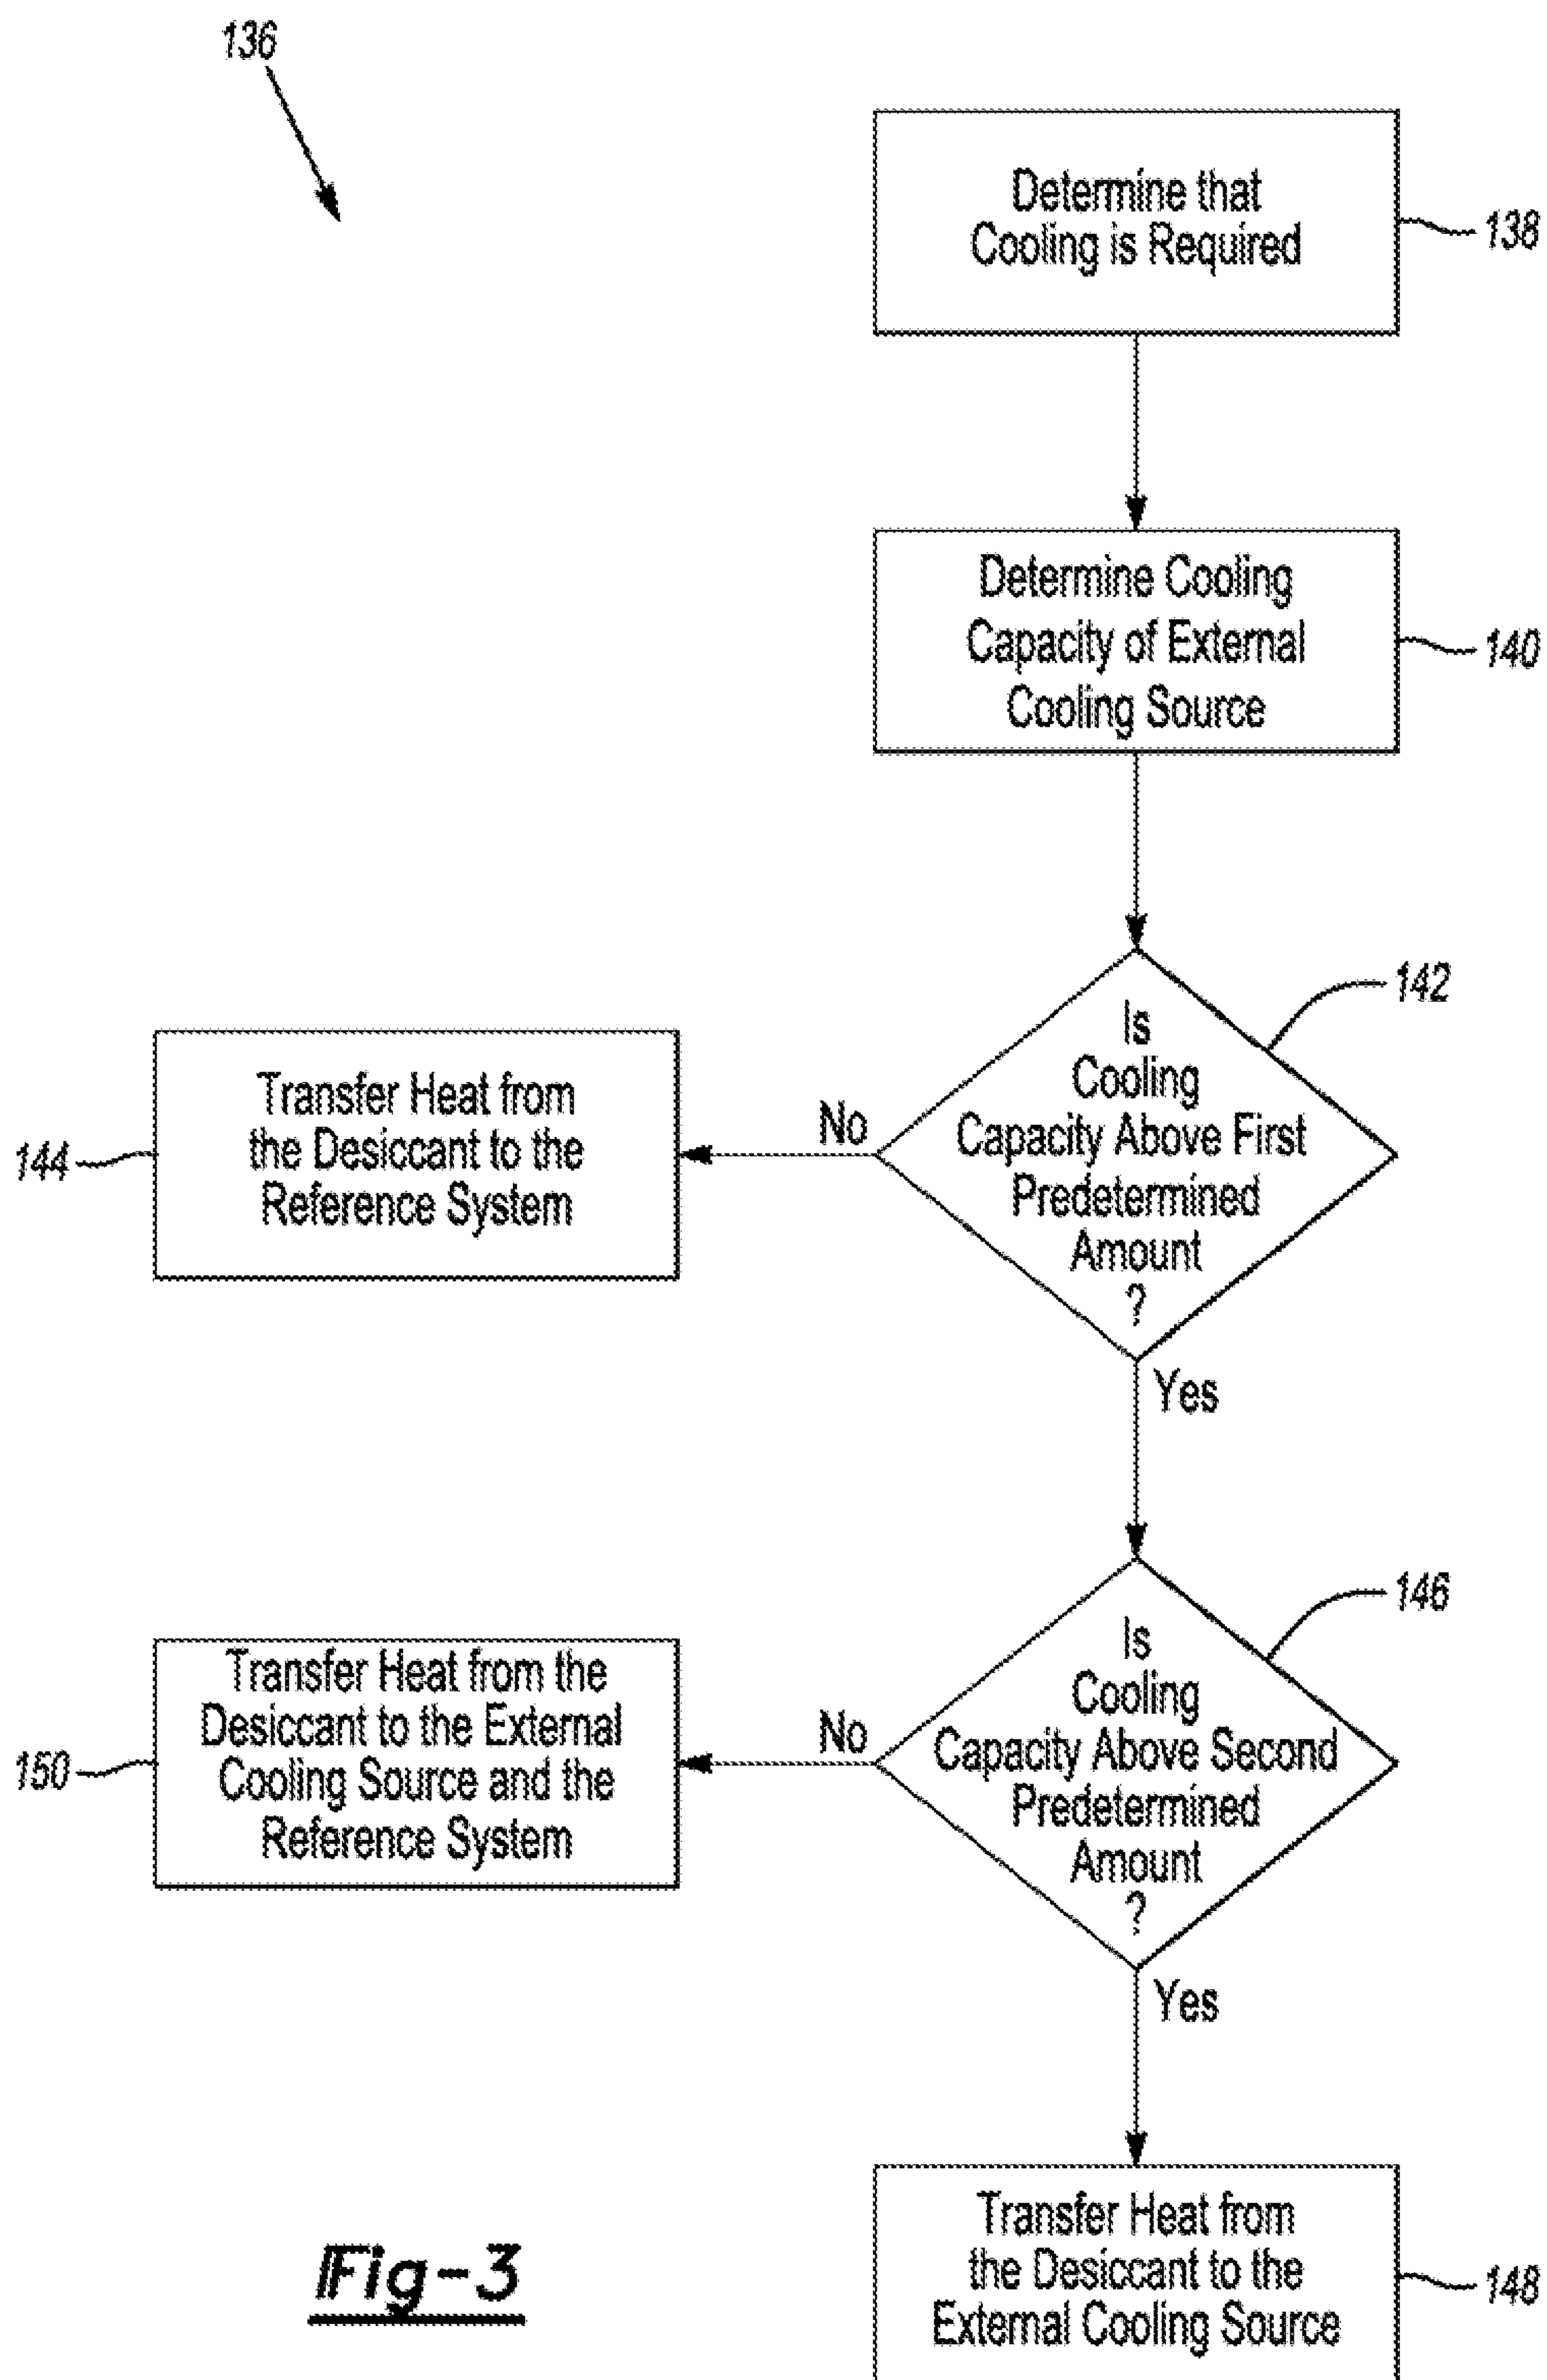 136
Determine that
Cooling is Required
138
Determine Cooling
Capacity of External
Cooling Source
140
Is
Cooling
Capacity Above First
Predetermined
Amount
?
142
No
Transfer Heat from
the Desiccant to the
Reference System
144
Yes
Is
Cooling
Capacity Above Second
Predetermined
Amount
?
146
No
Transfer Heat from the
Desiccant to the External
Cooling Source and the
Reference System
150
Yes
Transfer Heat from
the Desiccant to the
External Cooling Source
148
Fig-3